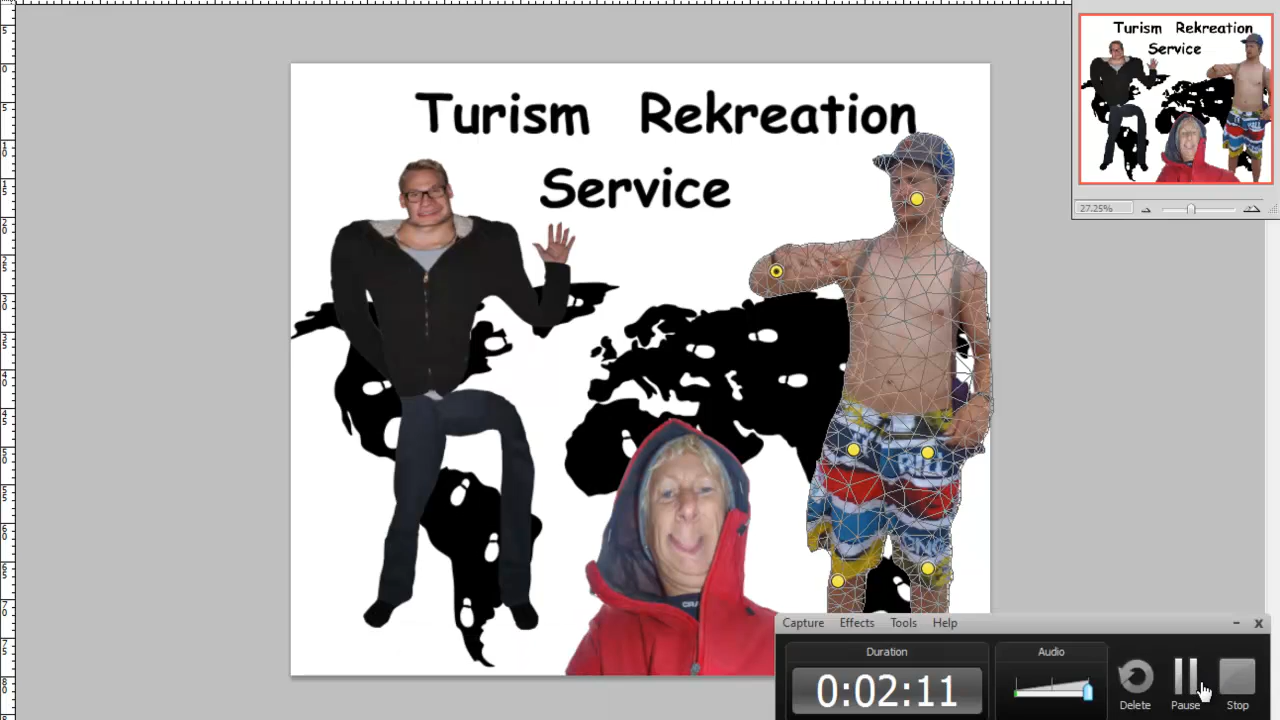 Turism Rekreation
Service
Turism Rekreation
Service
27.25%
BILL
Capture Effects Tools Help
Duration
Audio
0:02:11
Delete Pause Stop